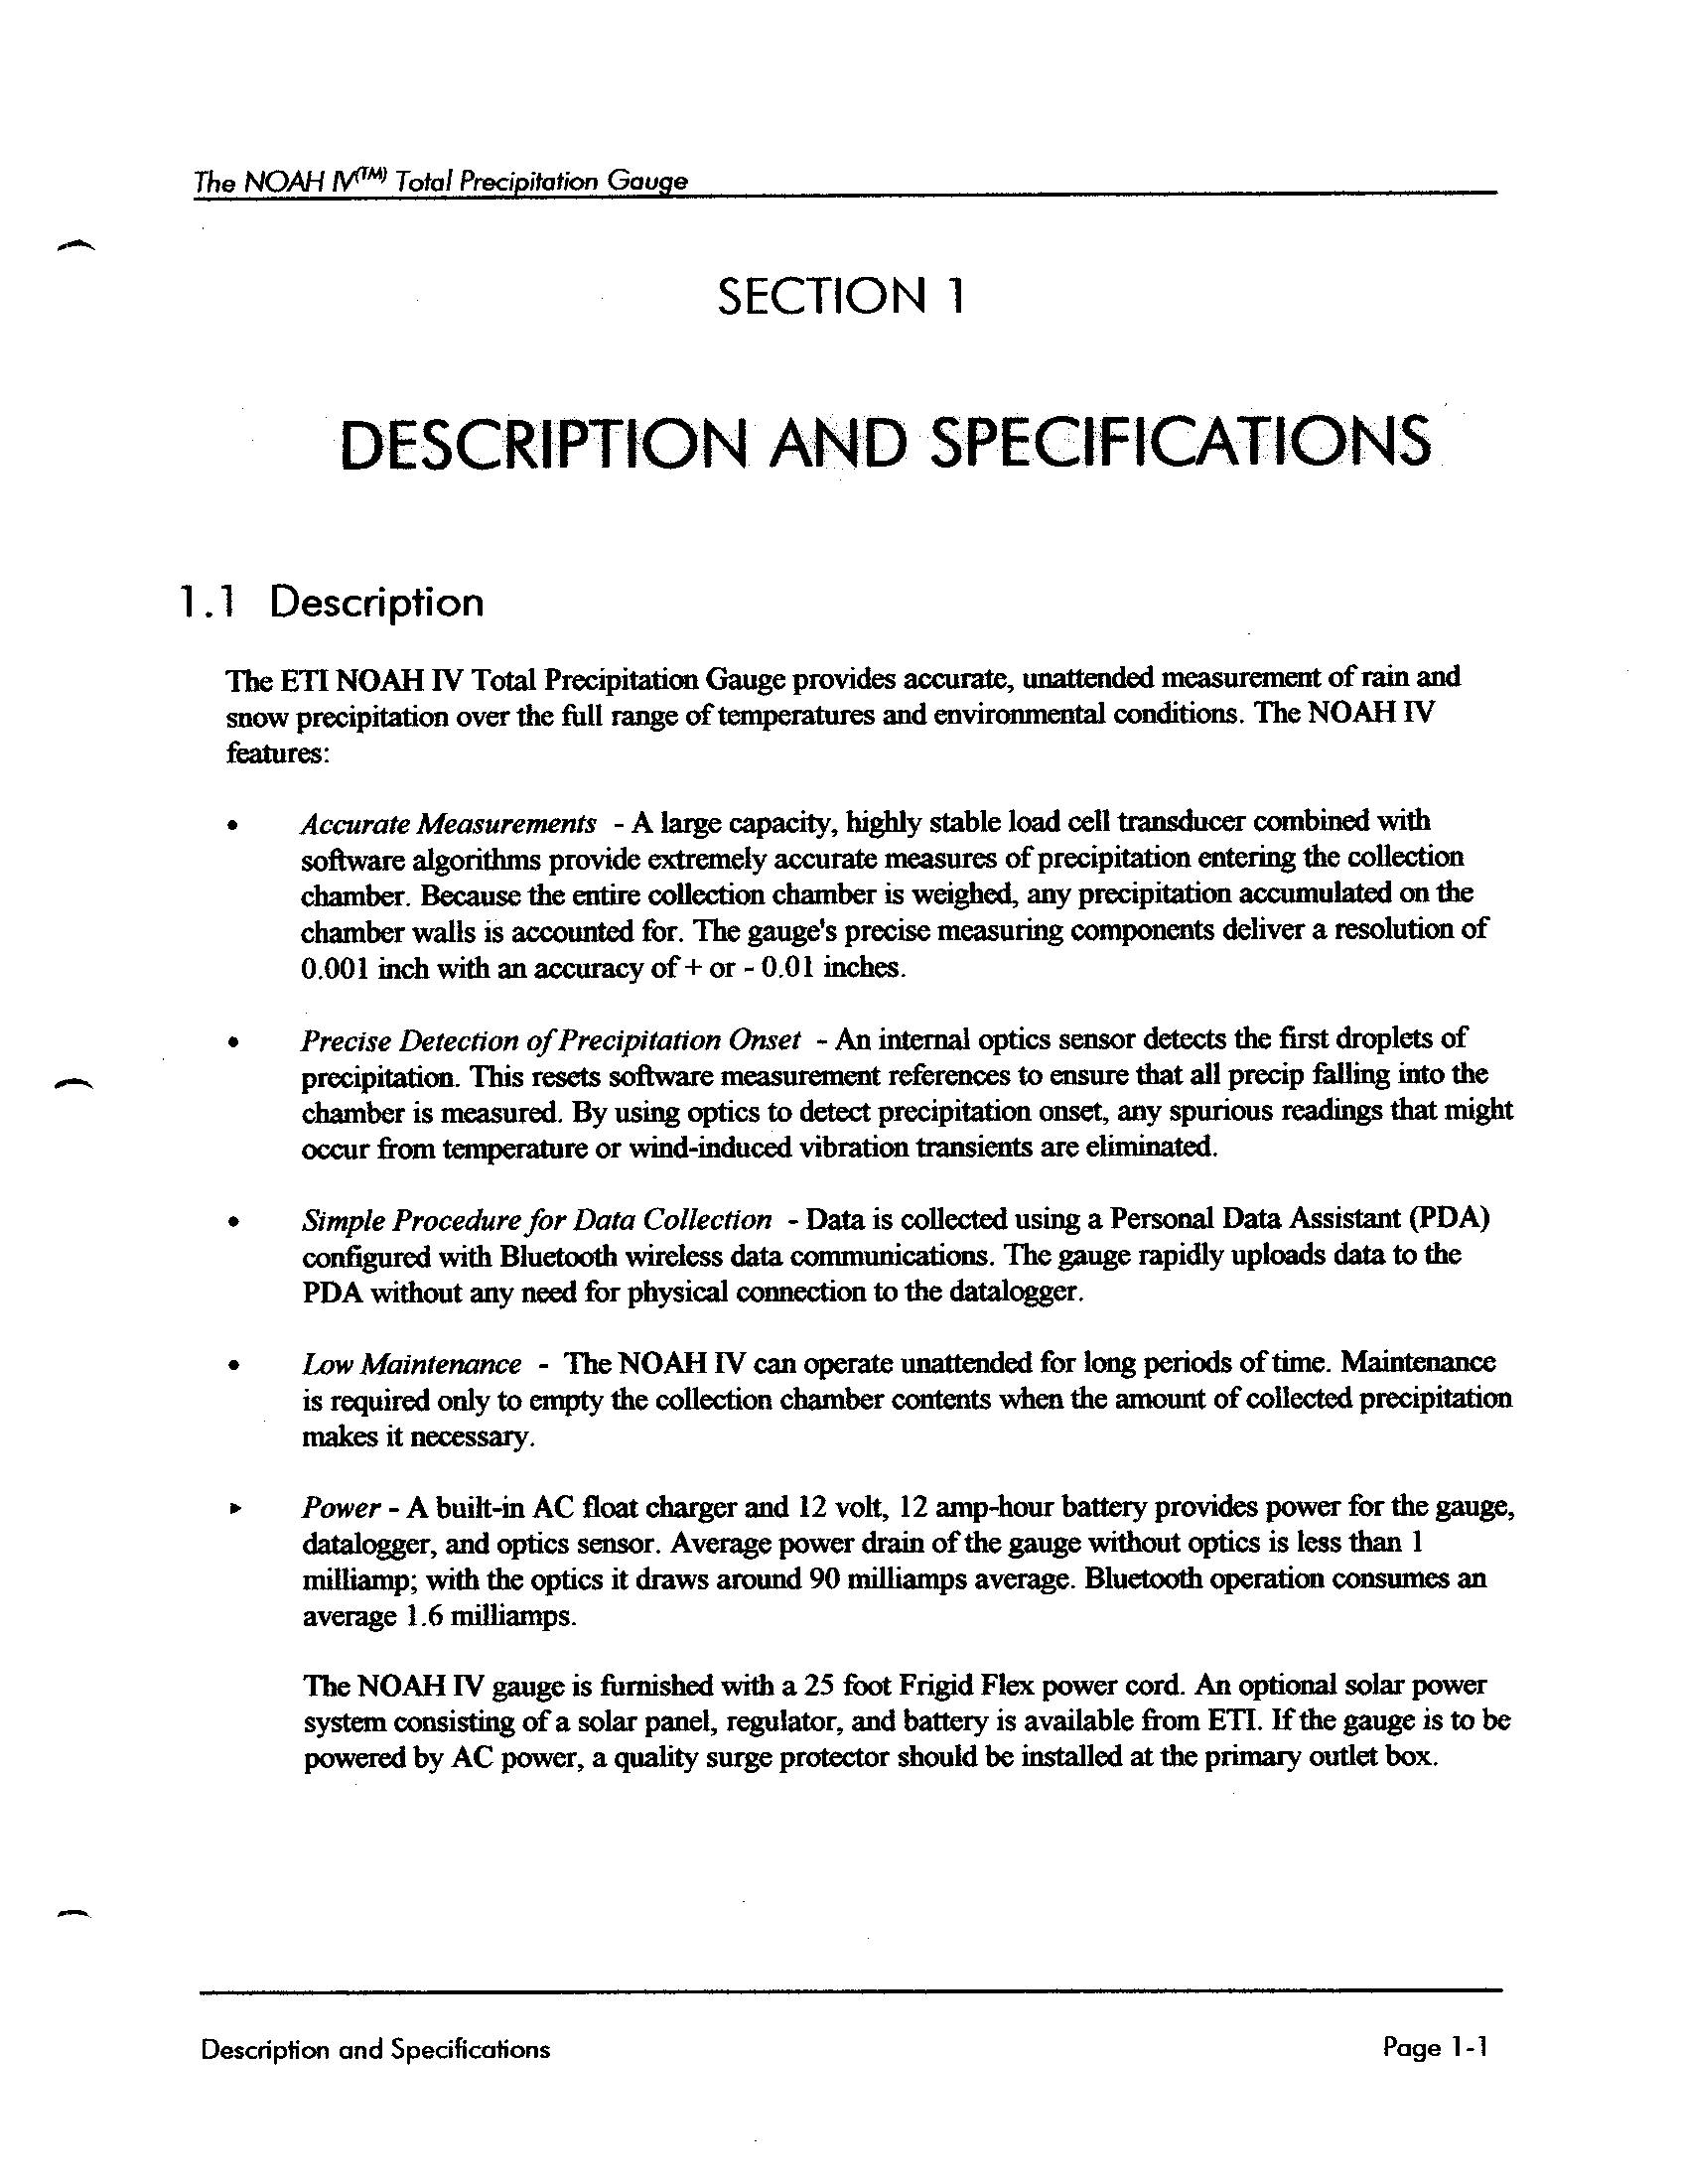 The NOAH IV(TM) Total Precipitation Gauge
SECTION 1
DESCRIPTION AND SPECIFICATIONS
1.1 Description
The ETI NOAH IV Total Precipitation Gauge provides accurate, unattended measurement of rain and
snow precipitation over the full range of temperatures and environmental conditions. The NOAH IV
features:
• Accurate Measurements - A large capacity, highly stable load cell transducer combined with
software algorithms provide extremely accurate measures of precipitation entering the collection
chamber. Because the entire collection chamber is weighed, any precipitation accumulated on the
chamber walls is accounted for. The gauge's precise measuring components deliver a resolution of
0.001 inch with an accuracy of + or - 0.01 inches.
• Precise Detection of Precipitation Onset - An internal optics sensor detects the first droplets of
precipitation. This resets software measurement references to ensure that all precip falling into the
chamber is measured. By using optics to detect precipitation onset, any spurious readings that might
occur from temperature or wind-induced vibration transients are eliminated.
• Simple Procedure for Data Collection - Data is collected using a Personal Data Assistant (PDA)
configured with Bluetooth wireless data communications. The gauge rapidly uploads data to the
PDA without any need for physical connection to the datalogger.
• Low Maintenance - The NOAH IV can operate unattended for long periods of time. Maintenance
is required only to empty the collection chamber contents when the amount of collected precipitation
makes it necessary.
▸ Power - A built-in AC float charger and 12 volt, 12 amp-hour battery provides power for the gauge,
datalogger, and optics sensor. Average power drain of the gauge without optics is less than 1
milliamp; with the optics it draws around 90 milliamps average. Bluetooth operation consumes an
average 1.6 milliamps.
The NOAH IV gauge is furnished with a 25 foot Frigid Flex power cord. An optional solar power
system consisting of a solar panel, regulator, and battery is available from ETI. If the gauge is to be
powered by AC power, a quality surge protector should be installed at the primary outlet box.
Description and Specifications Page 1-1